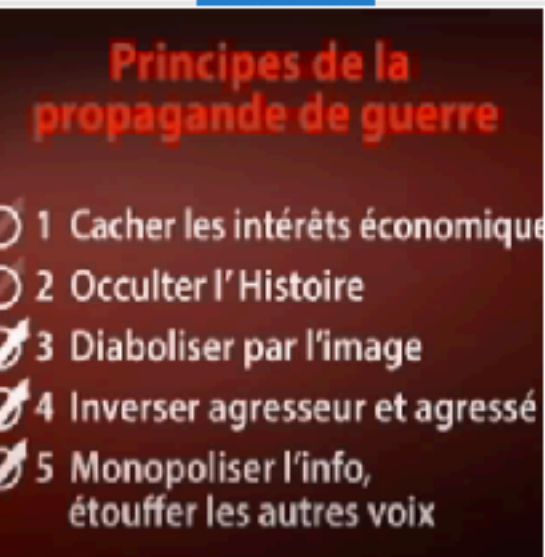 Principes de la
propagande de guerre
1 Cacher les intérêts économique
2 Occulter l'Histoire
3 Diaboliser par l'image
4 Inverser agresseur et agressé
5 Monopoliser l'info,
étouffer les autres voix